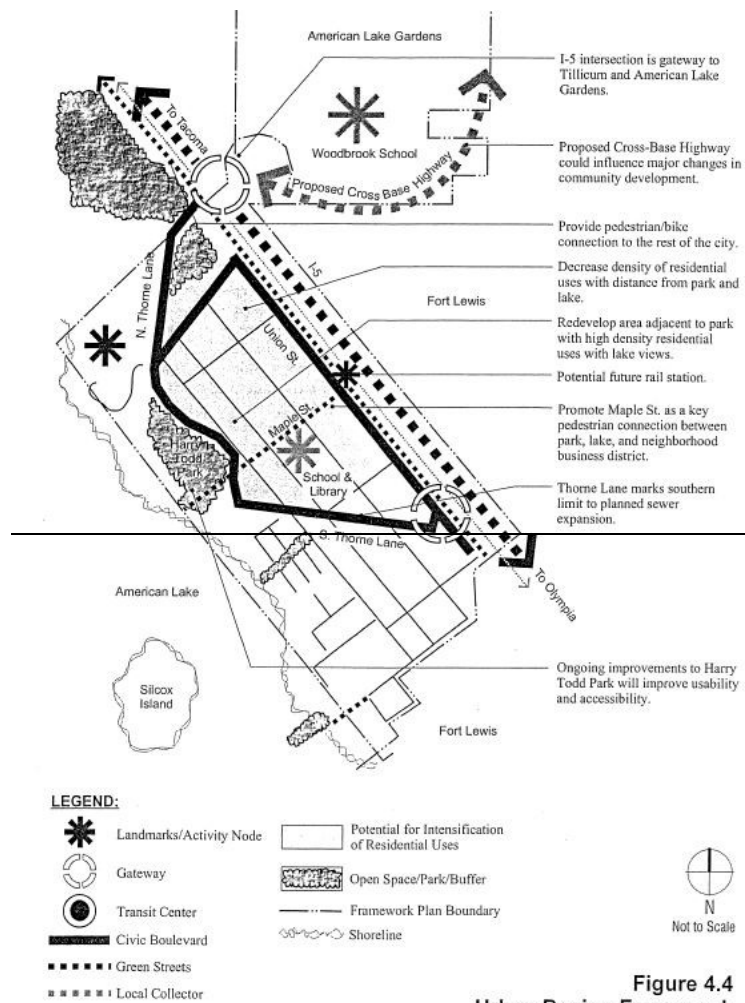 American Lake Gardens
I-5 intersection is gateway to
Tillicum and American Lake
Gardens.
To Tacoma
Woodbrook School
Proposed Cross Base Highway
Proposed Cross-Base Highway
could influence major changes in
community development.
Provide pedestrian/bike
connection to the rest of the city.
N. Thorne Lane
I-5
Fort Lewis
Decrease density of residential
uses with distance from park and
lake.
Union St.
Redevelop area adjacent to park
with high density residential
uses with lake views.
Potential future rail station.
Maple St.
Promote Maple St. as a key
pedestrian connection between
park, lake, and neighborhood
business district.
Harry
Todd
Park
School &
Library
Thorne Lane marks southern
limit to planned sewer
expansion.
S. Thorne Lane
To Olympia
American Lake
Silcox
Island
Ongoing improvements to Harry
Todd Park will improve usability
and accessibility.
Fort Lewis
LEGEND:
Landmarks/Activity Node
Gateway
Transit Center
Civic Boulevard
Green Streets
Local Collector
Potential for Intensification
of Residential Uses
Open Space/Park/Buffer
Framework Plan Boundary
Shoreline
N
Not to Scale
Figure 4.4